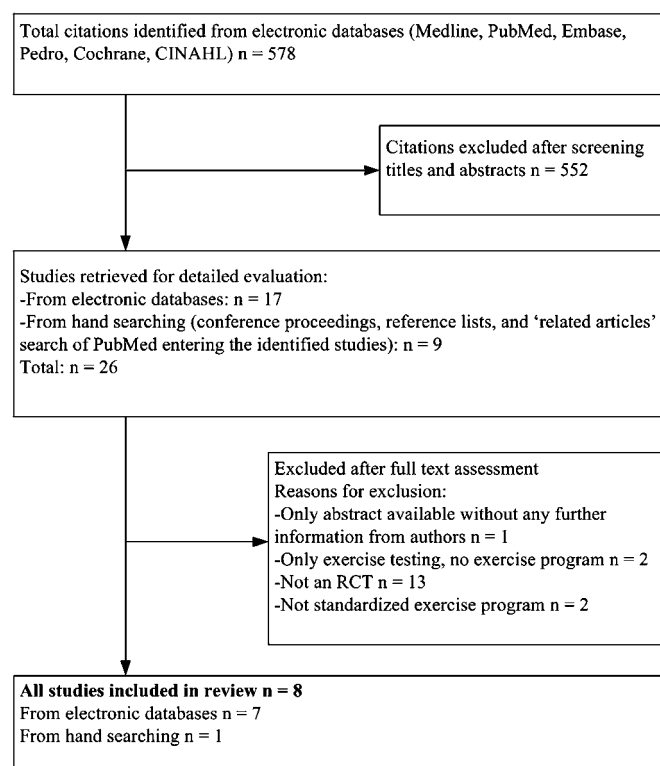 Total citations identified from electronic databases (Medline, PubMed, Embase,
Pedro, Cochrane, CINAHL) n = 578
Citations excluded after screening
titles and abstracts n = 552
Studies retrieved for detailed evaluation:
-From electronic databases: n = 17
-From hand searching (conference proceedings, reference lists, and ‘related articles’
search of PubMed entering the identified studies): n = 9
Total: n = 26
Excluded after full text assessment
Reasons for exclusion:
-Only abstract available without any further
information from authors n = 1
-Only exercise testing, no exercise program n = 2
-Not an RCT n = 13
-Not standardized exercise program n = 2
All studies included in review n = 8
From electronic databases n = 7
From hand searching n = 1